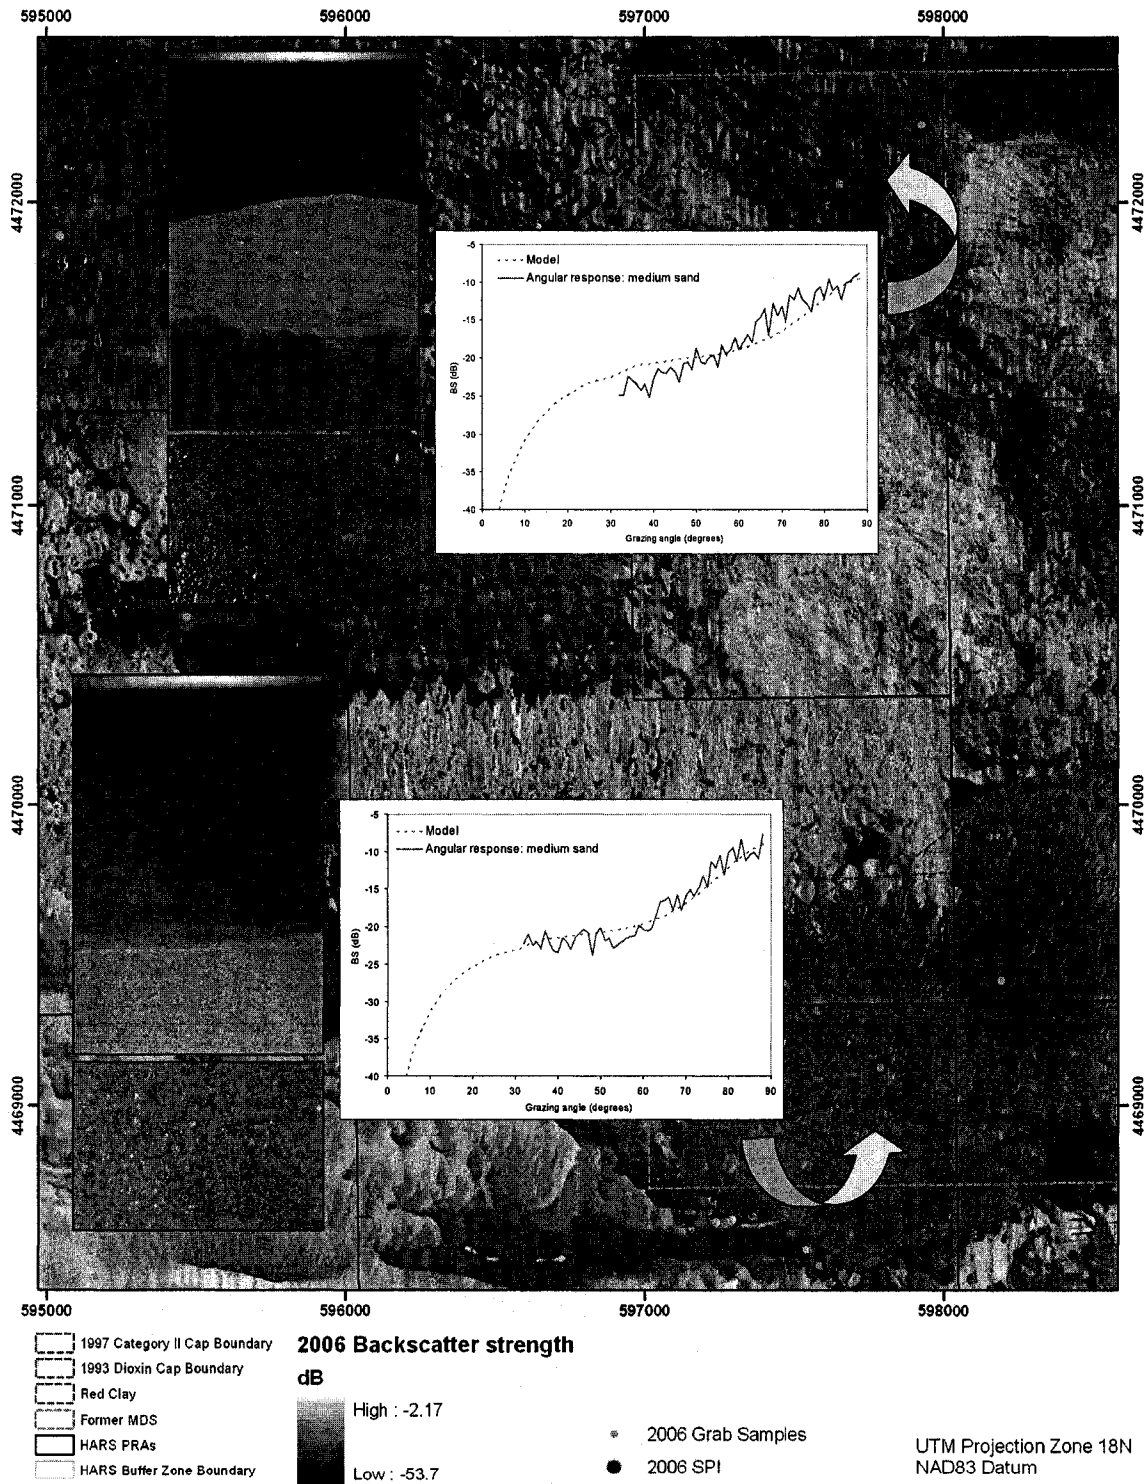 595000 596000 597000 598000
4472000 4472000
-5
Model
-10
Angular response: medium sand
-15
-20
BS (dB)
-25
-30
-35
-40
0 10 20 30 40 50 60 70 80 90
Grazing angle (degrees)
4471000 4471000
4470000 4470000
-5
Model
-10
Angular response: medium sand
-15
-20
BS (dB)
-25
-30
-35
-40
0 10 20 30 40 50 60 70 80 90
Grazing angle (degrees)
4469000 4469000
595000 596000 597000 598000
1997 Category II Cap Boundary
1993 Dioxin Cap Boundary
Red Clay
Former MDS
HARS PRAs
HARS Buffer Zone Boundary
2006 Backscatter strength
dB
High : -2.17
Low : -53.7
2006 Grab Samples
2006 SPI
UTM Projection Zone 18N
NAD83 Datum